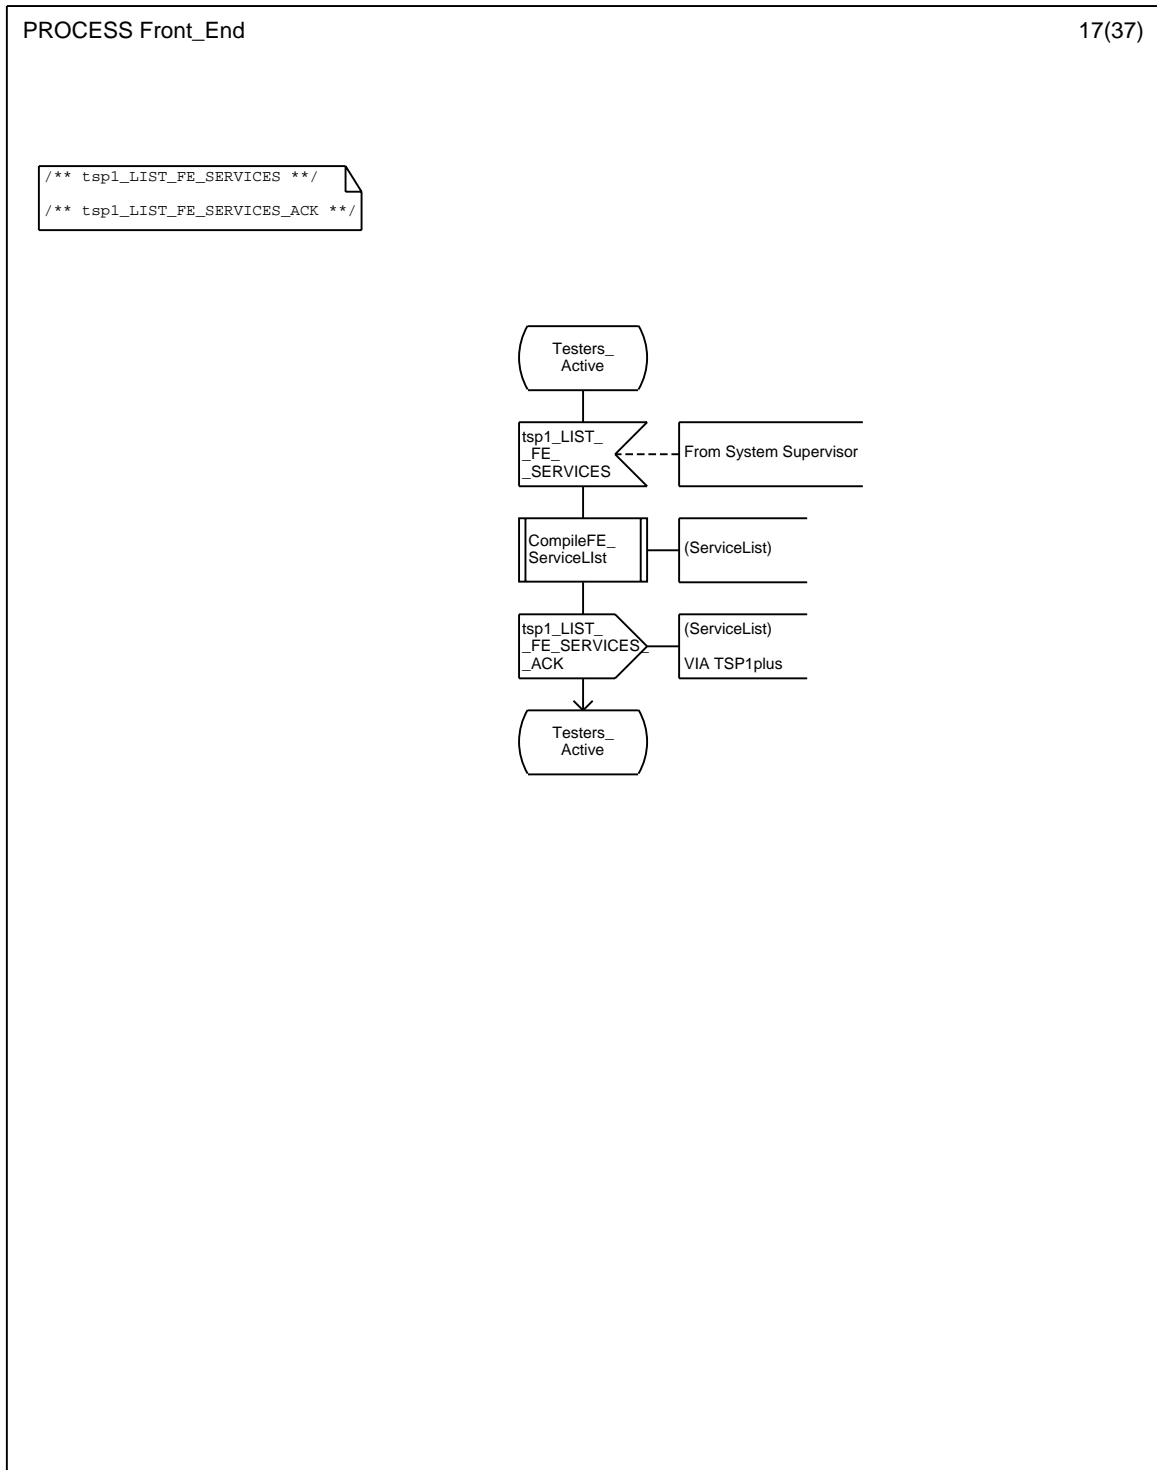 PROCESS Front_End
17(37)
/** tsp1_LIST_FE_SERVICES **/
/** tsp1_LIST_FE_SERVICES_ACK **/
Testers_
Active
tsp1_LIST_
_FE_
_SERVICES
From System Supervisor
CompileFE_
ServiceLIst
(ServiceList)
tsp1_LIST_
_FE_SERVICES_
_ACK
(ServiceList)
VIA TSP1plus
Testers_
Active